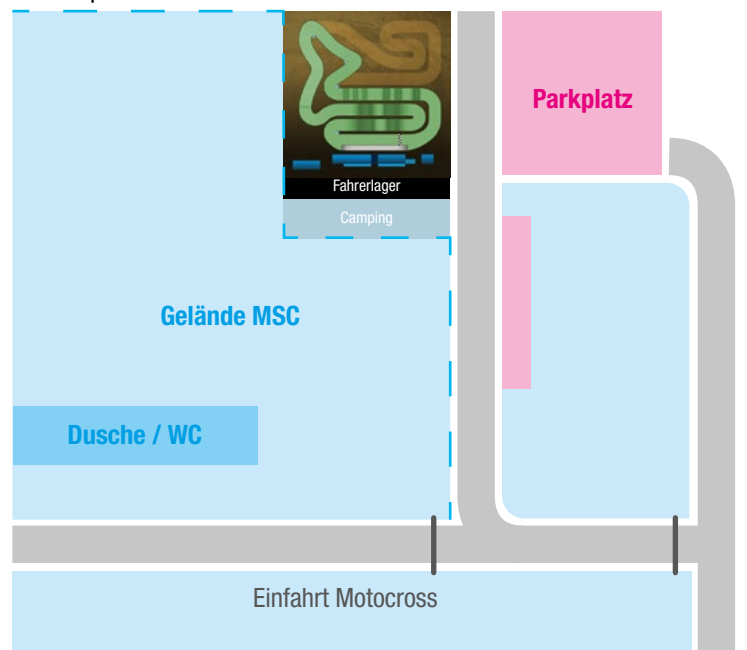 Parkplatz
Fahrerlager
Camping
Gelände MSC
Dusche / WC
Einfahrt Motocross